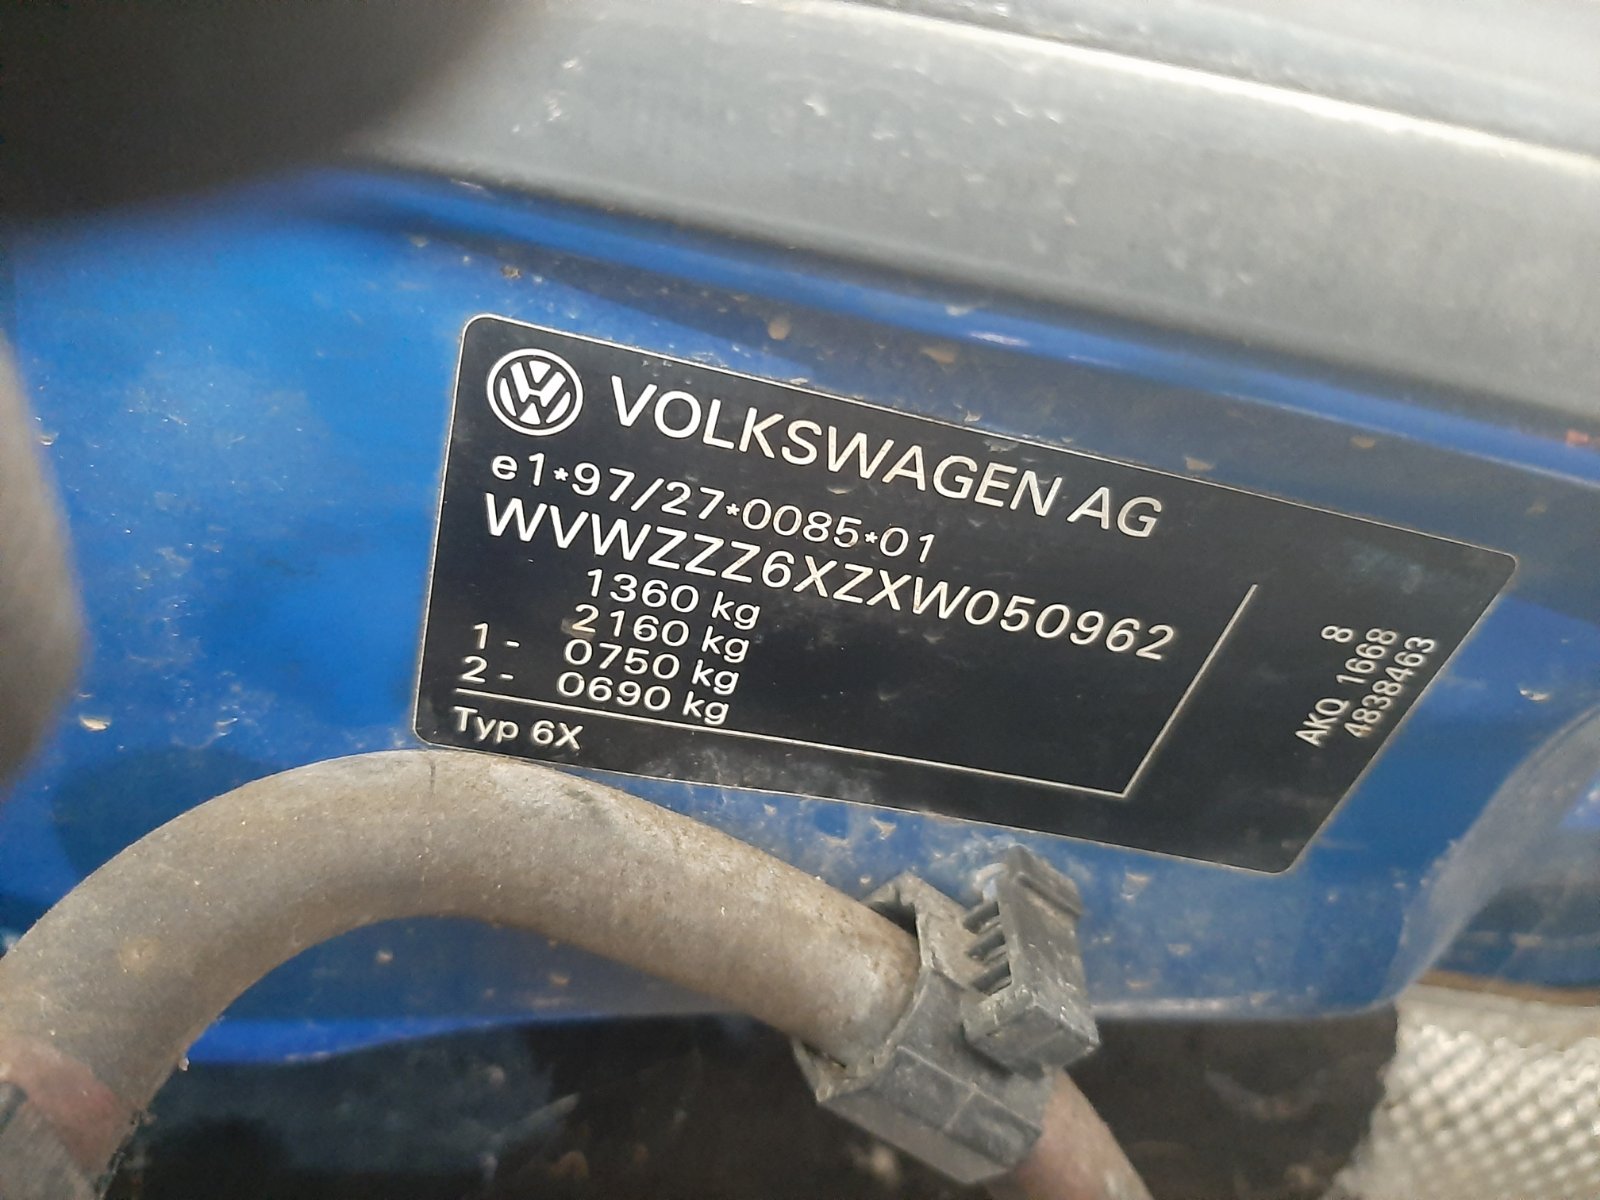 VOLKSWAGEN AG
e1*97/27*0085*01
WVWZZZ6XZXW050962
1360 kg
2160 kg
1 - 0750 kg
2 - 0690 kg
Typ 6X
8
AKQ 1668
4838463